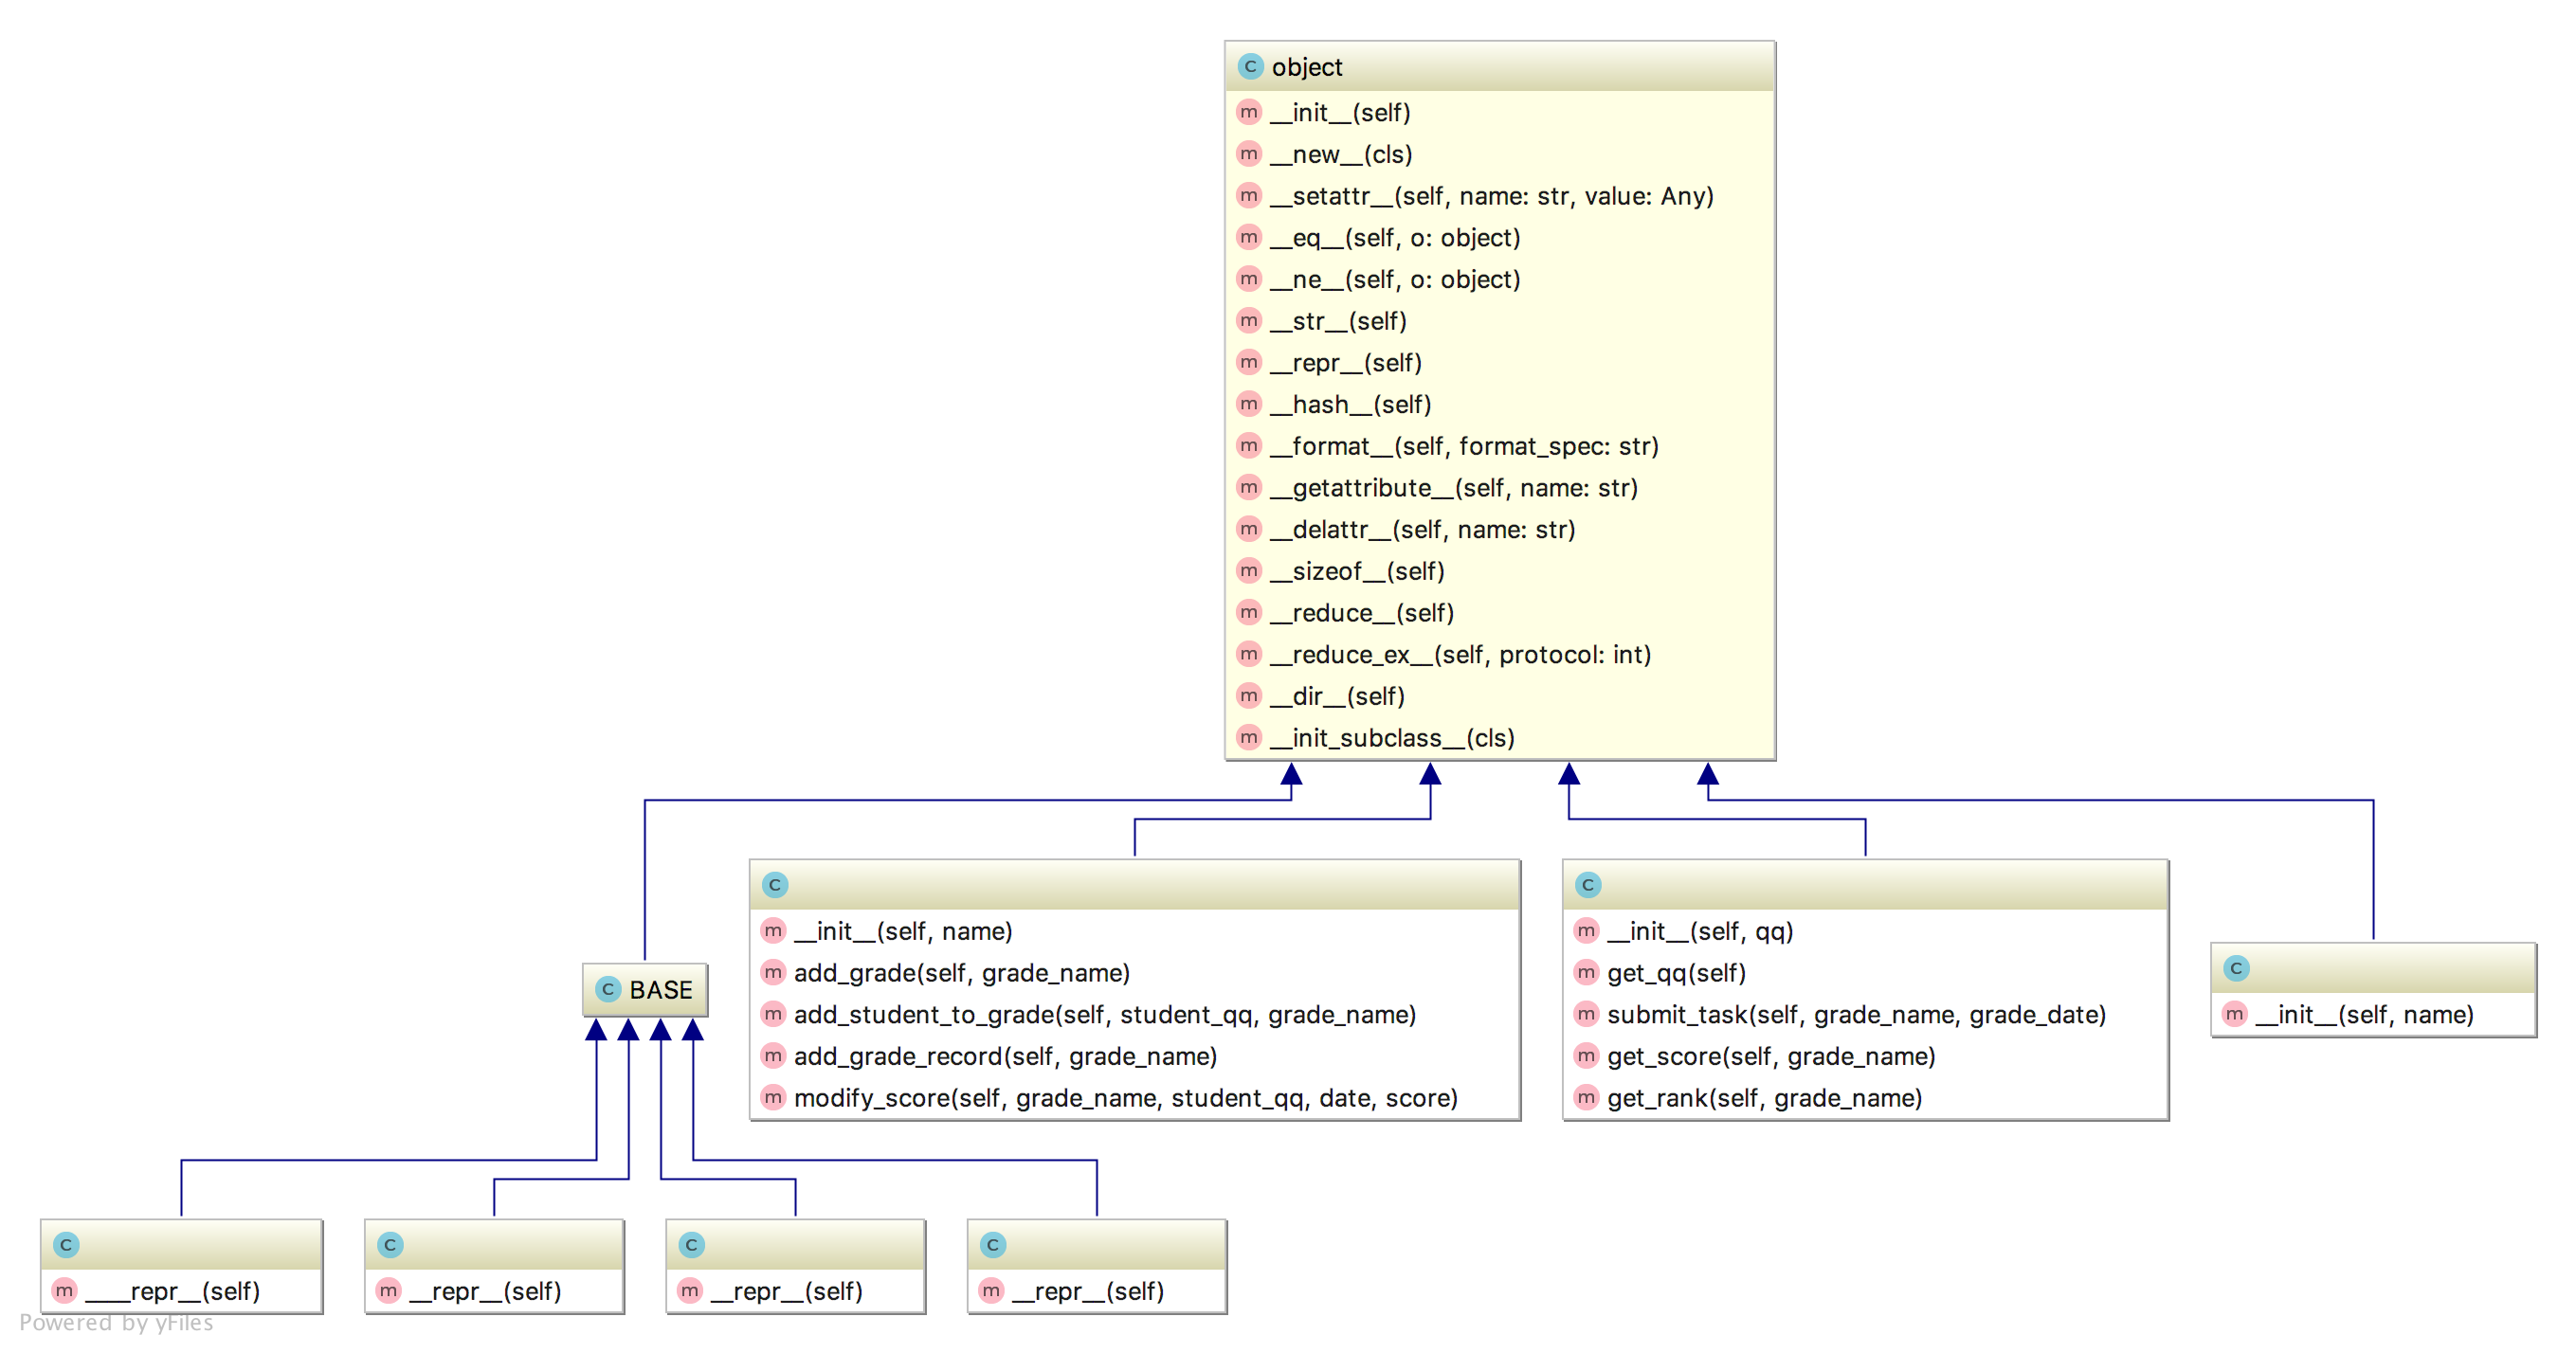 C object
m __init__(self)
m __new__(cls)
m __setattr__(self, name: str, value: Any)
m __eq__(self, o: object)
m __ne__(self, o: object)
m __str__(self)
m __repr__(self)
m __hash__(self)
m __format__(self, format_spec: str)
m __getattribute__(self, name: str)
m __delattr__(self, name: str)
m __sizeof__(self)
m __reduce__(self)
m __reduce_ex__(self, protocol: int)
m __dir__(self)
m __init_subclass__(cls)
C BASE
C
m __init__(self, name)
m add_grade(self, grade_name)
m add_student_to_grade(self, student_qq, grade_name)
m add_grade_record(self, grade_name)
m modify_score(self, grade_name, student_qq, date, score)
C
m __init__(self, qq)
m get_qq(self)
m submit_task(self, grade_name, grade_date)
m get_score(self, grade_name)
m get_rank(self, grade_name)
C
m __init__(self, name)
C
m ____repr__(self)
C
m __repr__(self)
C
m __repr__(self)
C
m __repr__(self)
Powered by yFiles